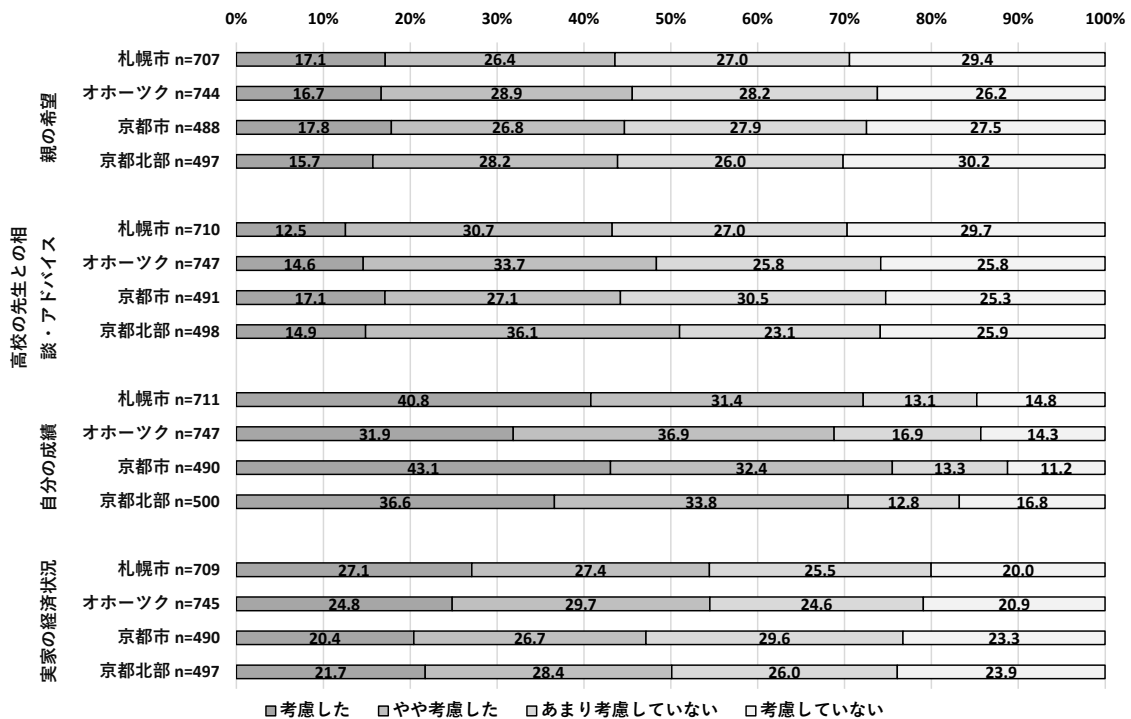 0% 10% 20% 30% 40% 50% 60% 70% 80% 90% 100%
親の希望
札幌市 n=707 17.1 26.4 27.0 29.4
オホーツク n=744 16.7 28.9 28.2 26.2
京都市 n=488 17.8 26.8 27.9 27.5
京都北部 n=497 15.7 28.2 26.0 30.2
高校の先生との相
談・アドバイス
札幌市 n=710 12.5 30.7 27.0 29.7
オホーツク n=747 14.6 33.7 25.8 25.8
京都市 n=491 17.1 27.1 30.5 25.3
京都北部 n=498 14.9 36.1 23.1 25.9
自分の成績
札幌市 n=711 40.8 31.4 13.1 14.8
オホーツク n=747 31.9 36.9 16.9 14.3
京都市 n=490 43.1 32.4 13.3 11.2
京都北部 n=500 36.6 33.8 12.8 16.8
実家の経済状況
札幌市 n=709 27.1 27.4 25.5 20.0
オホーツク n=745 24.8 29.7 24.6 20.9
京都市 n=490 20.4 26.7 29.6 23.3
京都北部 n=497 21.7 28.4 26.0 23.9
考慮した やや考慮した あまり考慮していない 考慮していない